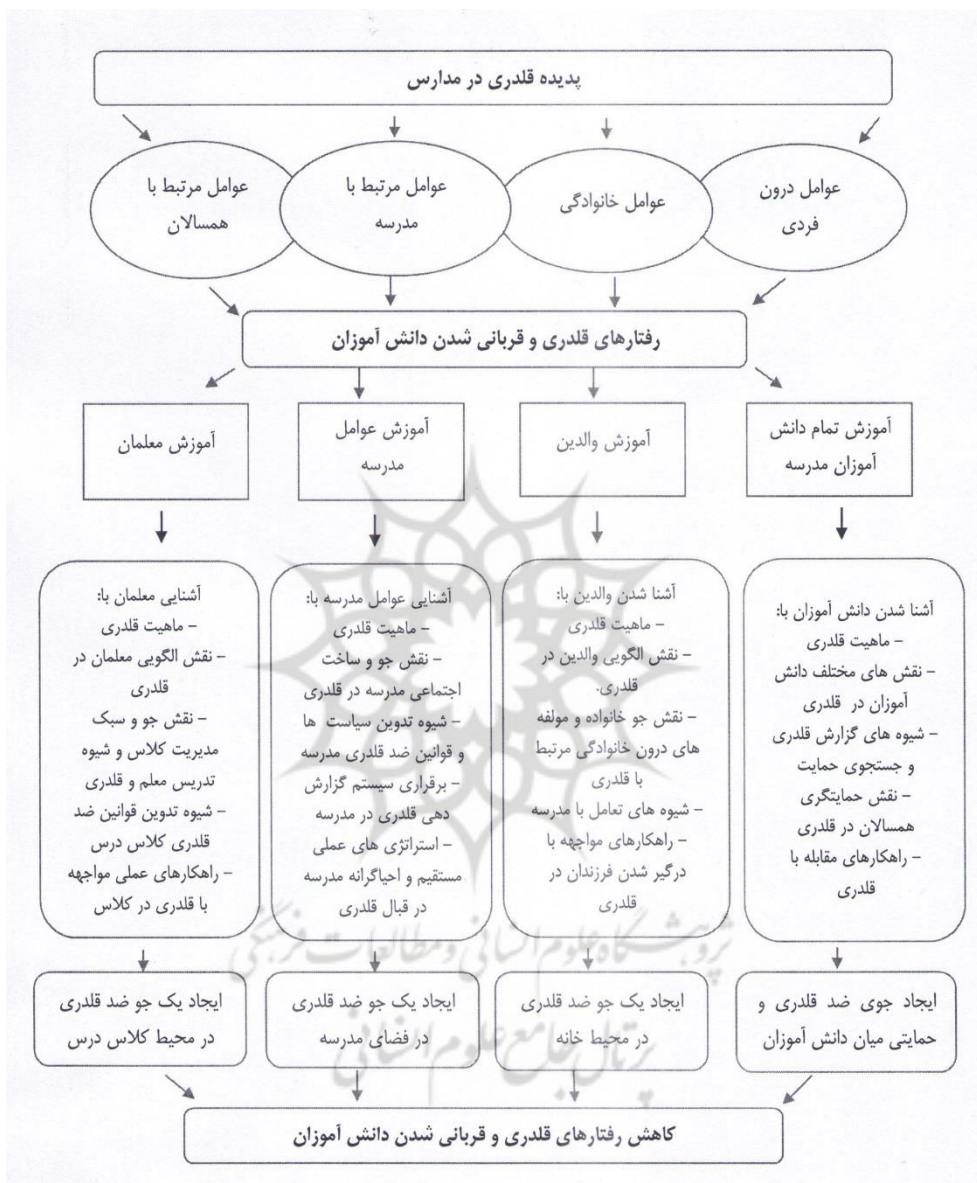 پدیده قلدری در مدارس
عوامل درون
فردی
عوامل خانوادگی
عوامل مرتبط با
مدرسه
عوامل مرتبط با
همسالان
رفتارهای قلدری و قربانی شدن دانش آموزان
آموزش تمام دانش
آموزان مدرسه
آموزش والدین
آموزش عوامل
مدرسه
آموزش معلمان
آشنا شدن دانش آموزان با:
– ماهیت قلدری
– نقش های مختلف دانش
آموزان در قلدری
– شیوه های گزارش قلدری
و جستجوی حمایت
– نقش حمایتگری
همسالان در قلدری
– راهکارهای مقابله با
قلدری
آشنا شدن والدین با:
– ماهیت قلدری
– نقش الگویی والدین در
قلدری.
– نقش جو خانواده و مولفه
های درون خانوادگی مرتبط
با قلدری
– شیوه های تعامل با مدرسه
– راهکارهای مواجهه با
درگیر شدن فرزندان در
قلدری
آشنایی عوامل مدرسه با:
– ماهیت قلدری
– نقش جو و ساخت
اجتماعی مدرسه در قلدری
– شیوه تدوین سیاست ها
و قوانین ضد قلدری مدرسه
– برقراری سیستم گزارش
دهی قلدری در مدرسه
– استراتژی های عملی
مستقیم و احیاگرانه مدرسه
در قبال قلدری
آشنایی معلمان با:
– ماهیت قلدری
– نقش الگویی معلمان در
قلدری
– نقش جو و سبک
مدیریت کلاس و شیوه
تدریس معلم و قلدری
– شیوه تدوین قوانین ضد
قلدری کلاس درس
– راهکارهای عملی مواجهه
با قلدری در کلاس
پژوهشگاه علوم انسانی و مطالعات فرهنگی
ایجاد جوی ضد قلدری و
حمایتی میان دانش آموزان
ایجاد یک جو ضد قلدری
در محیط خانه
ایجاد یک جو ضد قلدری
در فضای مدرسه
ایجاد یک جو ضد قلدری
در محیط کلاس درس
پرتال جامع علوم انسانی
کاهش رفتارهای قلدری و قربانی شدن دانش آموزان